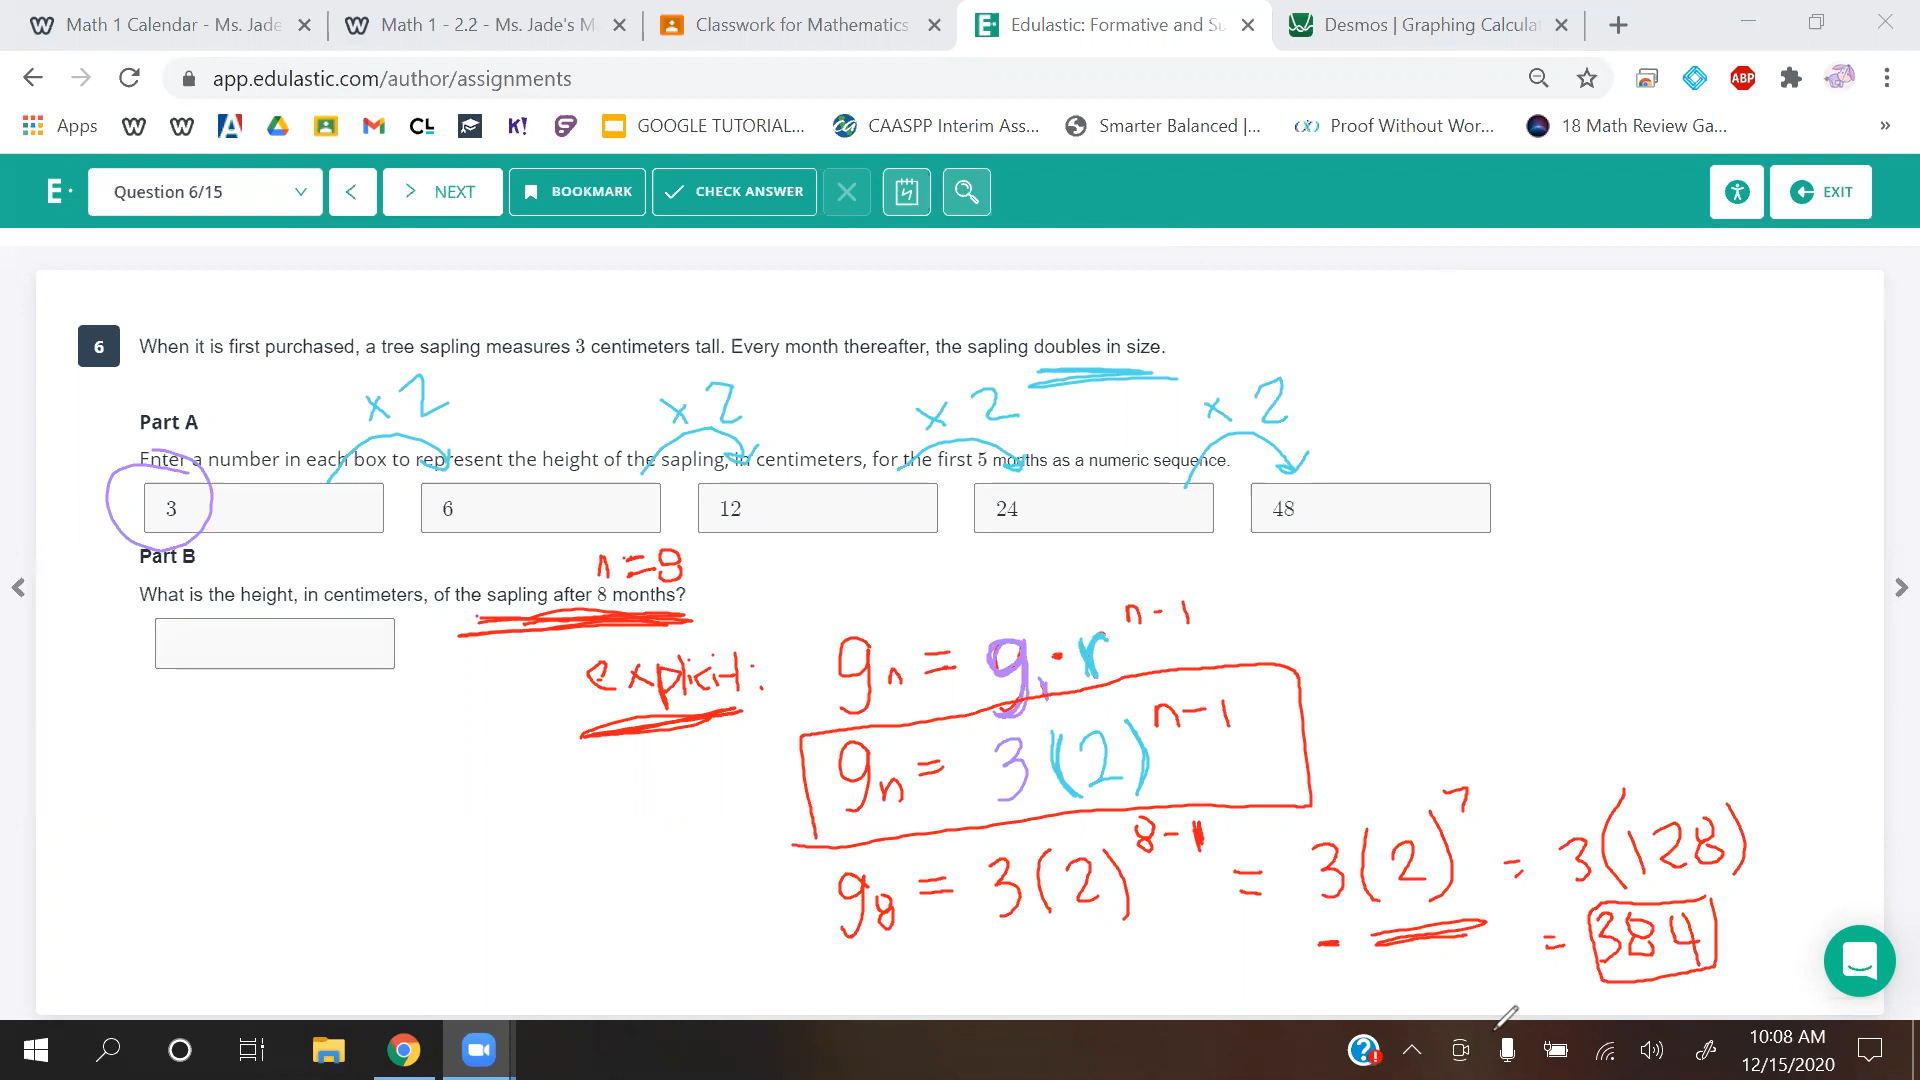 Math 1 Calendar - Ms. Jade
Math 1 - 2.2 - Ms. Jade's M
Classwork for Mathematics
Edulastic: Formative and Su
Desmos | Graphing Calcula
app.edulastic.com/author/assignments
ABP
Apps
CL
K!
GOOGLE TUTORIAL...
CAASPP Interim Ass...
Smarter Balanced |...
Proof Without Wor...
18 Math Review Ga...
»
E·
Question 6/15
NEXT
BOOKMARK
CHECK ANSWER
EXIT
6
When it is first purchased, a tree sapling measures 3 centimeters tall. Every month thereafter, the sapling doubles in size.
x 2
x 2
x 2
x 2
Part A
Enter a number in each box to represent the height of the sapling, in centimeters, for the first 5 months as a numeric sequence.
3
6
12
24
48
Part B
n=8
What is the height, in centimeters, of the sapling after 8 months?
explicit:
gₙ = g₁ · r^(n-1)
gₙ = 3(2)^(n-1)
g₈ = 3(2)^(8-1) = 3(2)^7 = 3(128)
= 384
10:08 AM
12/15/2020